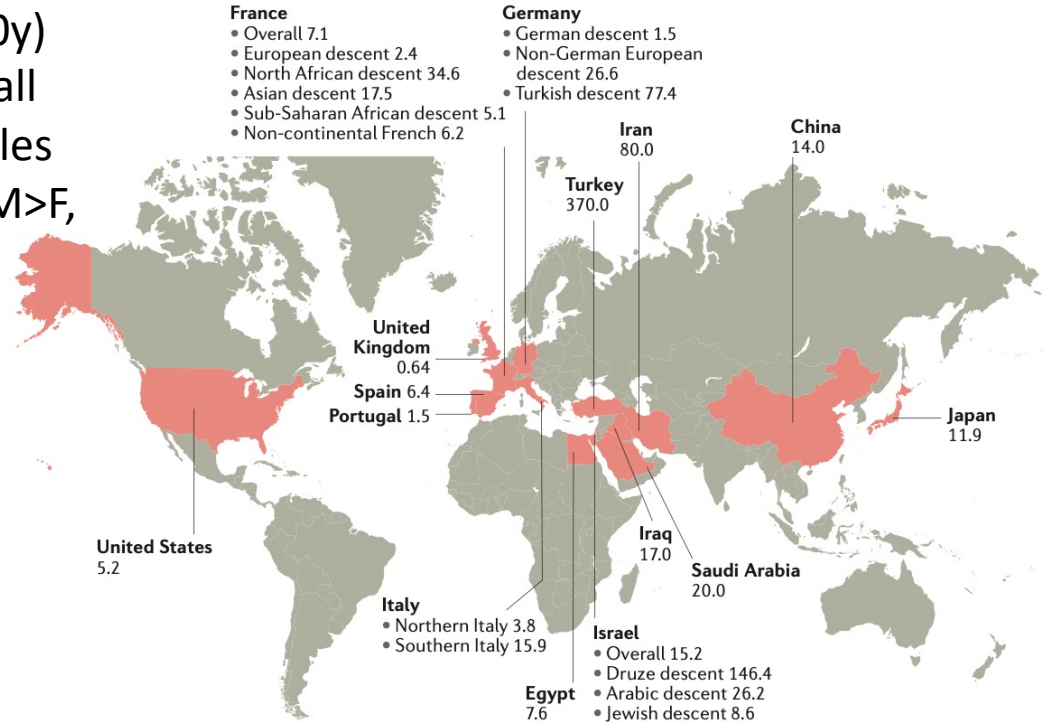 0y)
all
les
M>F,
France
• Overall 7.1
• European descent 2.4
• North African descent 34.6
• Asian descent 17.5
• Sub-Saharan African descent 5.1
• Non-continental French 6.2
Germany
• German descent 1.5
• Non-German European
descent 26.6
• Turkish descent 77.4
Iran
80.0
China
14.0
Turkey
370.0
United
Kingdom
0.64
Spain 6.4
Portugal 1.5
Japan
11.9
United States
5.2
Iraq
17.0
Saudi Arabia
20.0
Italy
• Northern Italy 3.8
• Southern Italy 15.9
Israel
• Overall 15.2
• Druze descent 146.4
• Arabic descent 26.2
• Jewish descent 8.6
Egypt
7.6